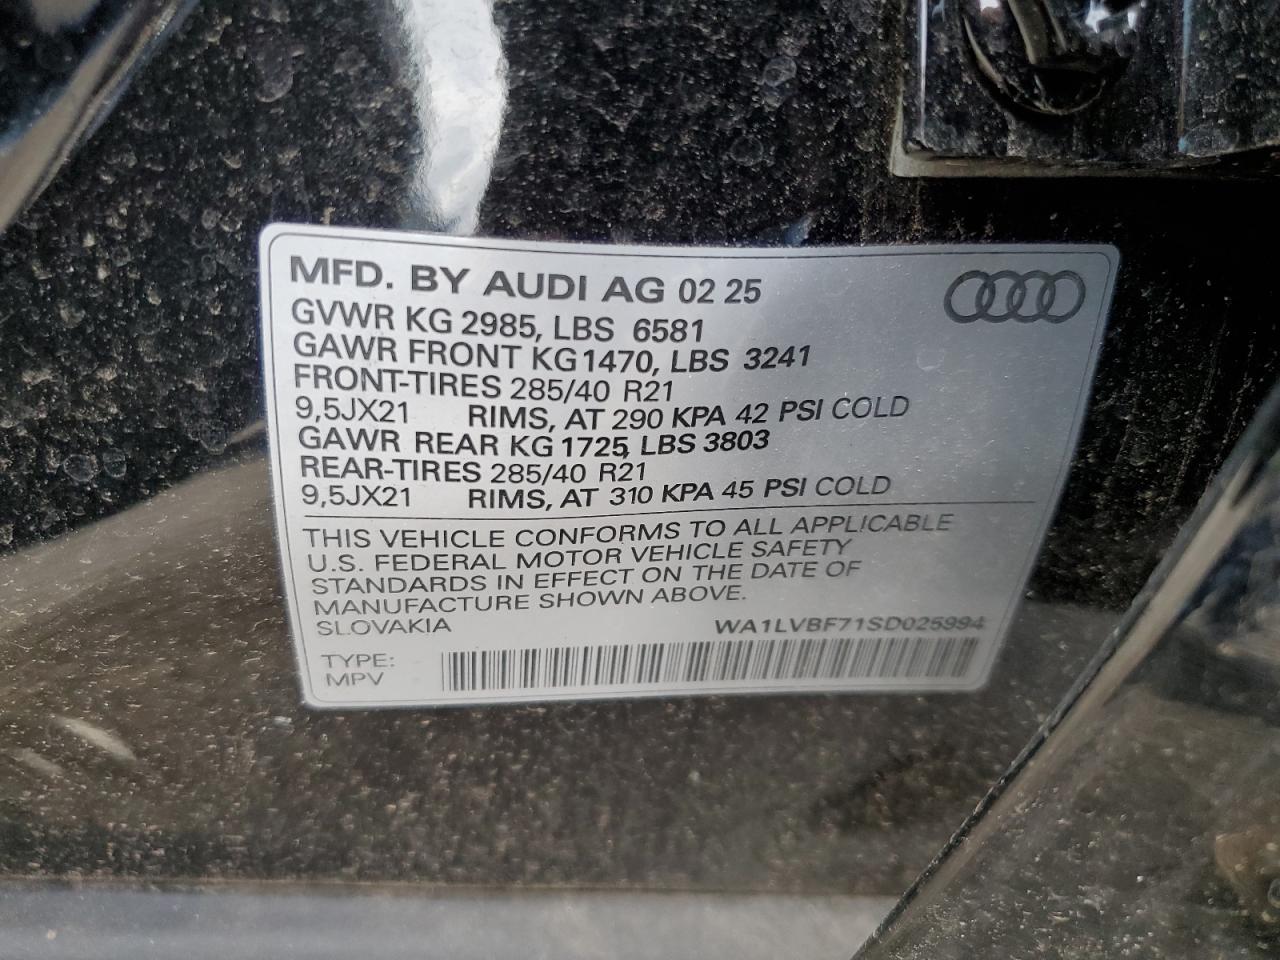 MFD. BY AUDI AG 02 25
GVWR KG 2985, LBS 6581
GAWR FRONT KG 1470, LBS 3241
FRONT-TIRES 285/40 R21
9,5JX21 RIMS, AT 290 KPA 42 PSI COLD
GAWR REAR KG 1725, LBS 3803
REAR-TIRES 285/40 R21
9,5JX21 RIMS, AT 310 KPA 45 PSI COLD
THIS VEHICLE CONFORMS TO ALL APPLICABLE
U.S. FEDERAL MOTOR VEHICLE SAFETY
STANDARDS IN EFFECT ON THE DATE OF
MANUFACTURE SHOWN ABOVE.
SLOVAKIA WA1LVBF71SD025994
TYPE:
MPV